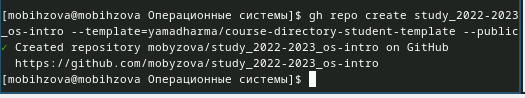 [mobihzova@mobihzova Операционные системы]$ gh repo create study_2022-2023
_os-intro --template=yamadharma/course-directory-student-template --public
✓ Created repository mobyzova/study_2022-2023_os-intro on GitHub
  https://github.com/mobyzova/study_2022-2023_os-intro
[mobihzova@mobihzova Операционные системы]$